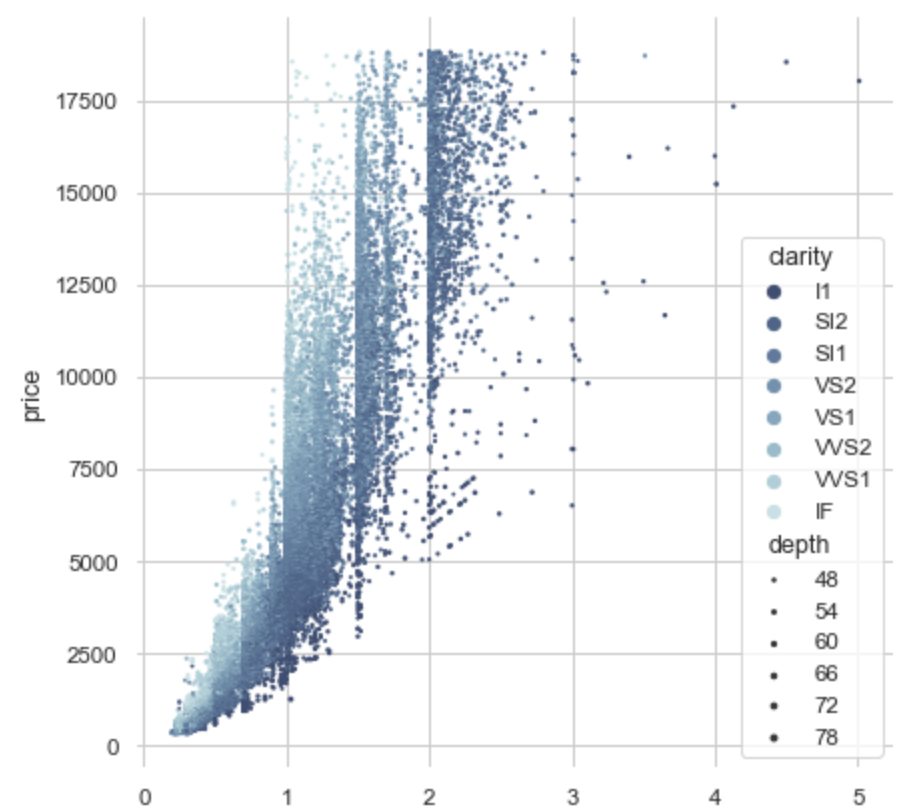 17500
15000
12500
10000
7500
5000
2500
0
price
0 1 2 3 4 5
clarity
I1
SI2
SI1
VS2
VS1
VVS2
VVS1
IF
depth
48
54
60
66
72
78